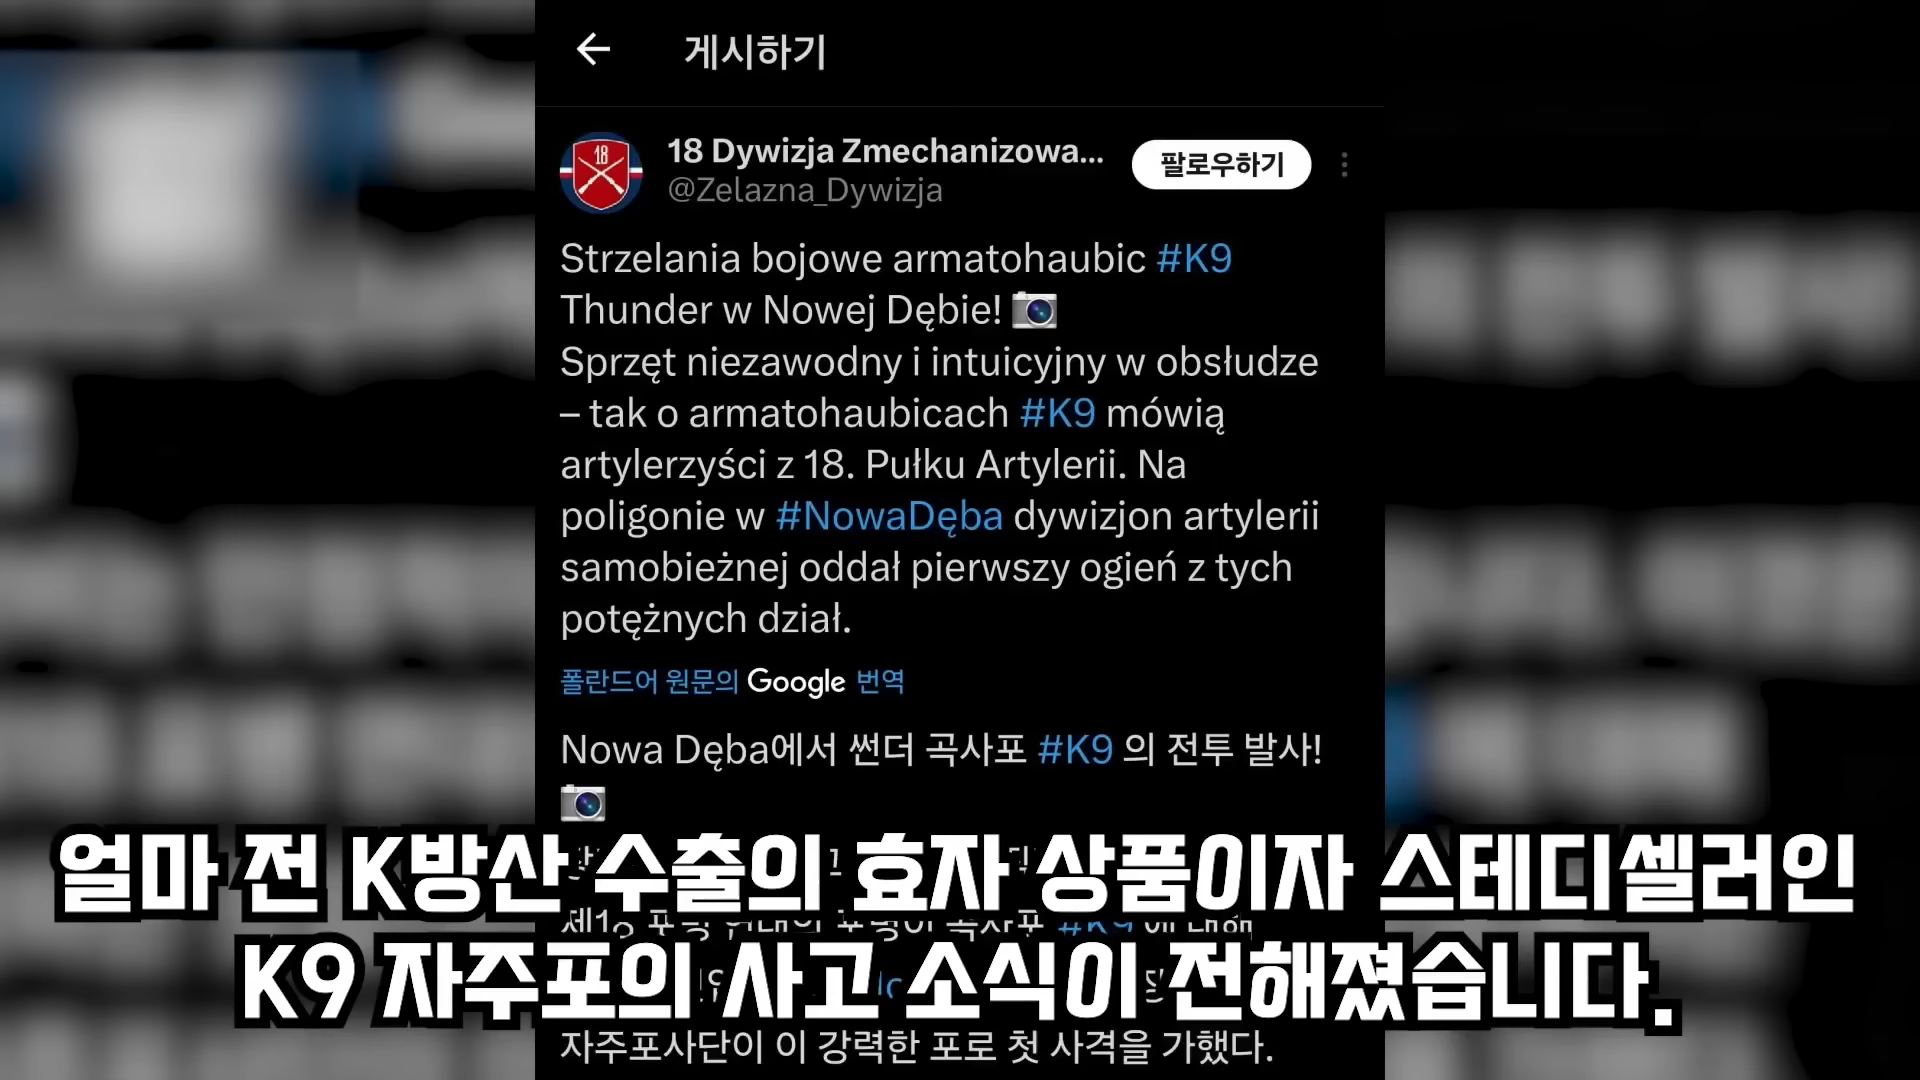 게시하기
18 Dywizja Zmechanizowa...
팔로우하기
@Zelazna_Dywizja
18
Strzelania bojowe armatohaubic #K9
Thunder w Nowej Dębie! 📷
Sprzęt niezawodny i intuicyjny w obsłudze
– tak o armatohaubicach #K9 mówią
artylerzyści z 18. Pułku Artylerii. Na
poligonie w #NowaDęba dywizjon artylerii
samobieżnej oddał pierwszy ogień z tych
potężnych dział.
폴란드어 원문의 Google 번역
Nowa Dęba에서 썬더 곡사포 #K9 의 전투 발사!
📷
얼마 전 K방산 수출의 효자 상품이자 스테디셀러인
K9 자주포의 사고 소식이 전해졌습니다.
자주포사단이 이 강력한 포로 첫 사격을 가했다.